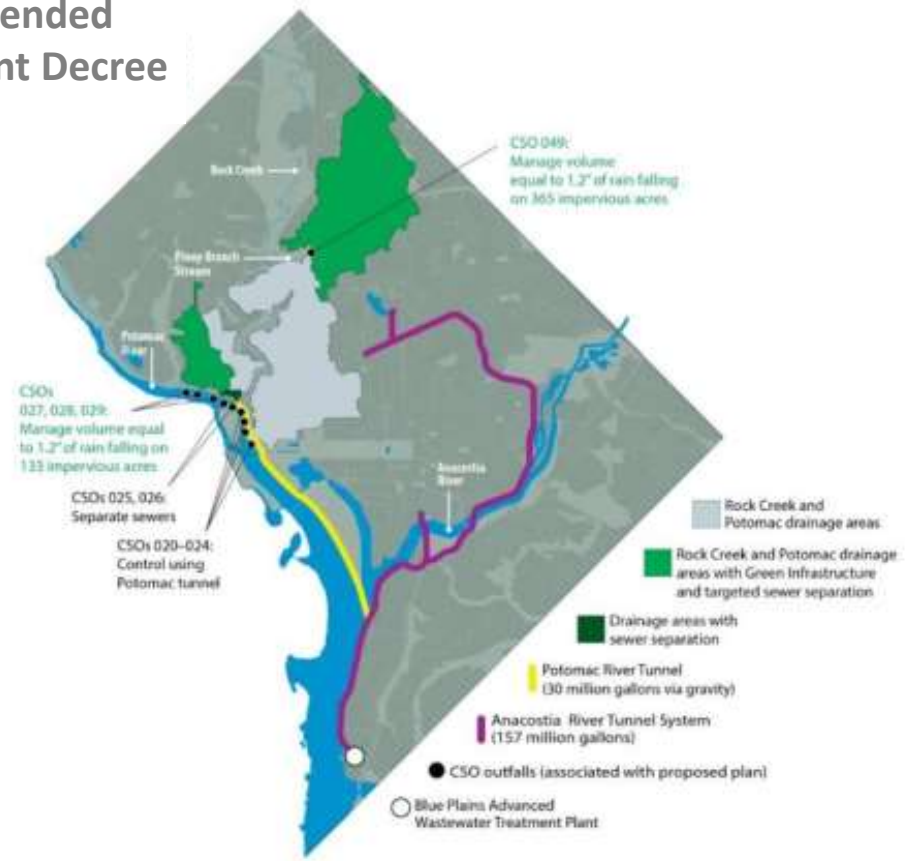 ended
nt Decree
CSO 049:
Manage volume
equal to 1.2" of rain falling
on 365 impervious acres
Rock Creek
Piney Branch
Stream
Potomac
River
CSOs
027, 028, 029:
Manage volume equal
to 1.2" of rain falling on
133 impervious acres
CSOs 025, 026:
Separate sewers
CSOs 020–024:
Control using
Potomac tunnel
Anacostia
River
Rock Creek and
Potomac drainage areas
Rock Creek and Potomac drainage
areas with Green Infrastructure
and targeted sewer separation
Drainage areas with
sewer separation
Potomac River Tunnel
(30 million gallons via gravity)
Anacostia River Tunnel System
(157 million gallons)
CSO outfalls (associated with proposed plan)
Blue Plains Advanced
Wastewater Treatment Plant